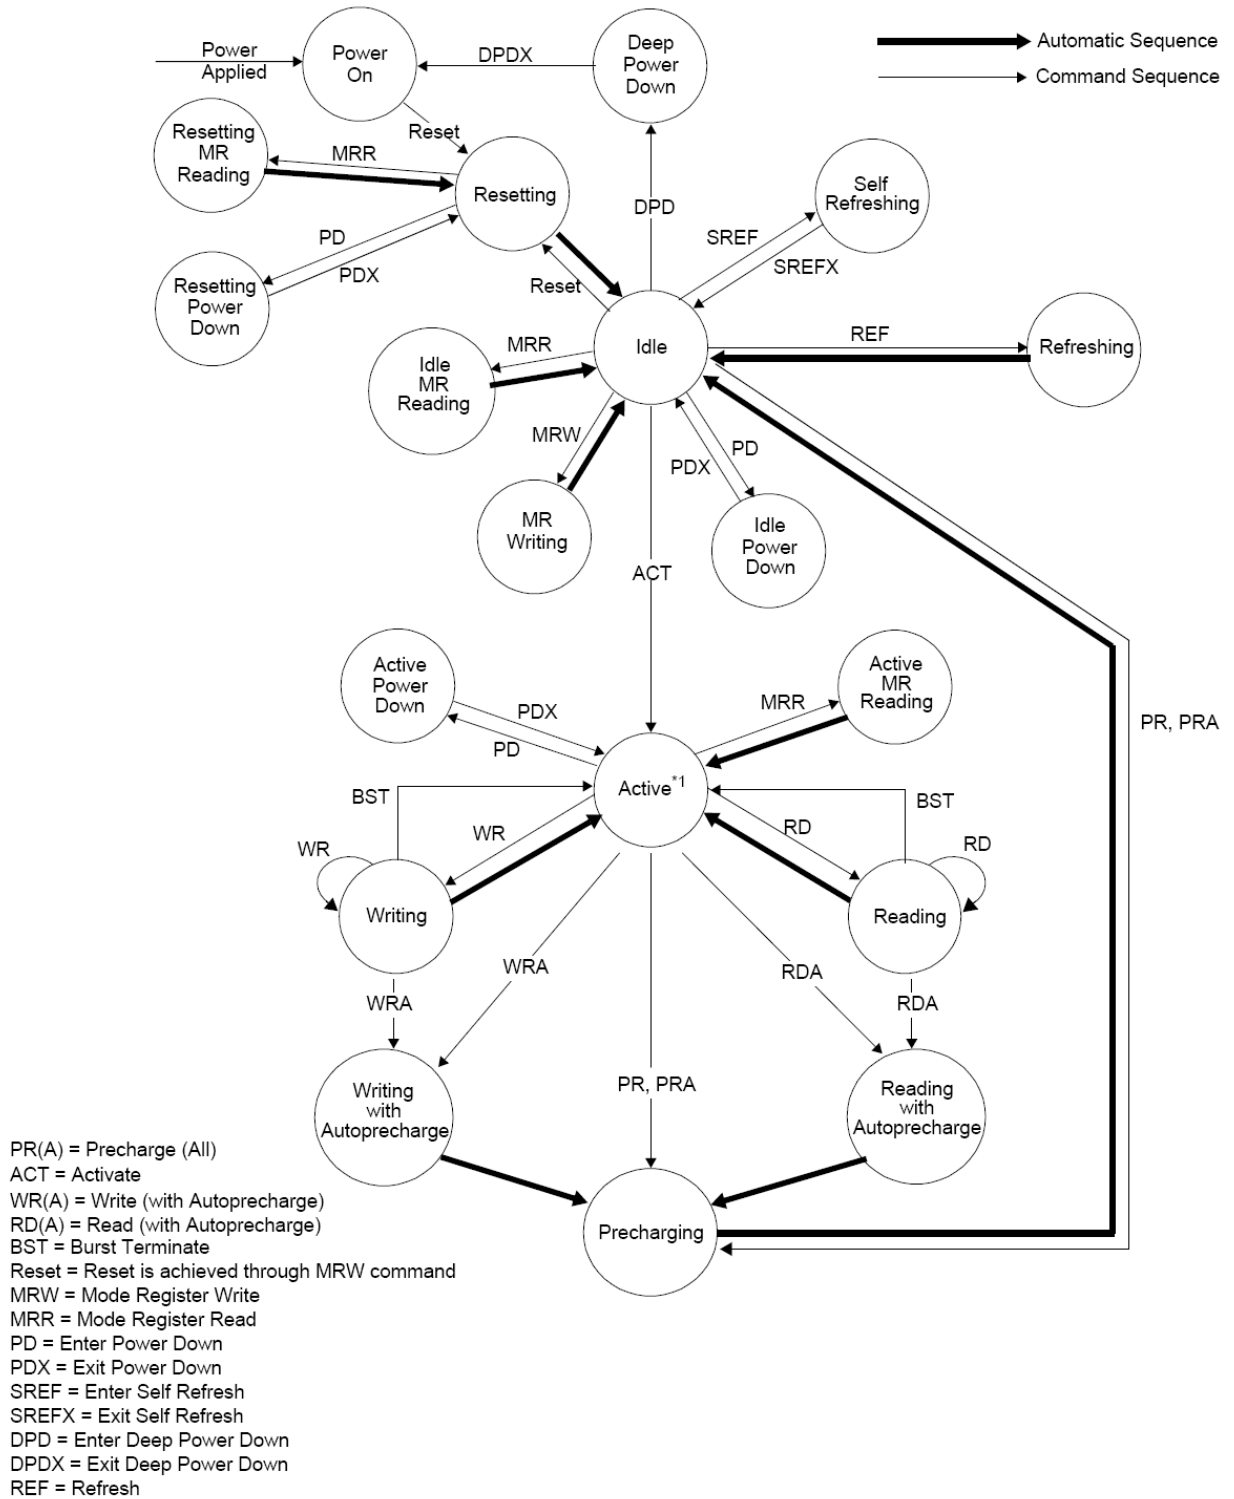 Power
Applied
Power
On
DPDX
Deep
Power
Down
Automatic Sequence
Command Sequence
Reset
Resetting
MR
Reading
MRR
Resetting
PD
PDX
Resetting
Power
Down
DPD
SREF
SREFX
Self
Refreshing
Reset
Idle
REF
Refreshing
MRR
Idle
MR
Reading
MRW
MR
Writing
PD
PDX
Idle
Power
Down
ACT
Active
Power
Down
PDX
PD
MRR
Active
MR
Reading
PR, PRA
Active*1
BST
WR
WR
Writing
RD
BST
RD
Reading
WRA
WRA
RDA
RDA
Writing
with
Autoprecharge
PR, PRA
Reading
with
Autoprecharge
Precharging
PR(A) = Precharge (All)
ACT = Activate
WR(A) = Write (with Autoprecharge)
RD(A) = Read (with Autoprecharge)
BST = Burst Terminate
Reset = Reset is achieved through MRW command
MRW = Mode Register Write
MRR = Mode Register Read
PD = Enter Power Down
PDX = Exit Power Down
SREF = Enter Self Refresh
SREFX = Exit Self Refresh
DPD = Enter Deep Power Down
DPDX = Exit Deep Power Down
REF = Refresh